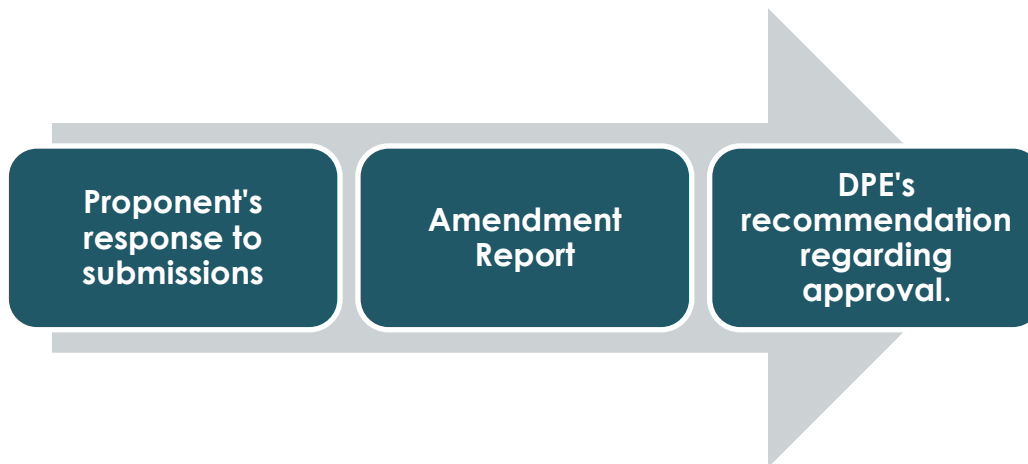 Proponent's
response to
submissions
Amendment
Report
DPE's
recommendation
regarding
approval.